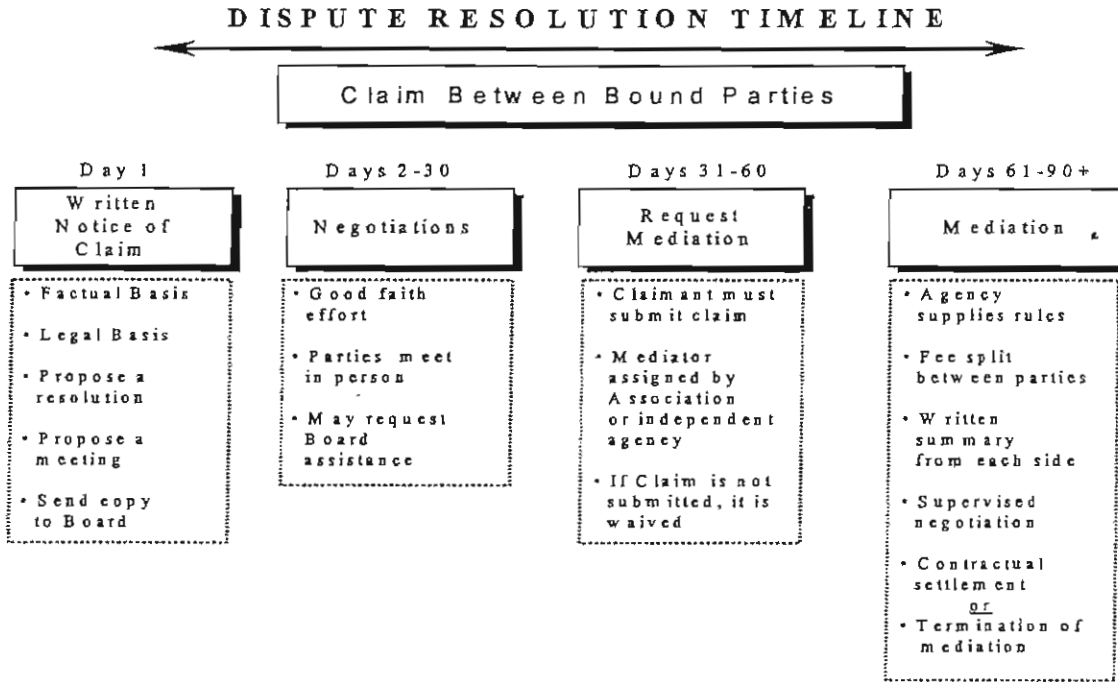 DISPUTE RESOLUTION TIMELINE
Claim Between Bound Parties
Day 1
Written
Notice of
Claim
• Factual Basis
• Legal Basis
• Propose a
resolution
• Propose a
meeting
• Send copy
to Board
Days 2-30
Negotiations
• Good faith
effort
• Parties meet
in person
• May request
Board
assistance
Days 31-60
Request
Mediation
• Claimant must
submit claim
• Mediator
assigned by
Association
or independent
agency
• If Claim is not
submitted, it is
waived
Days 61-90+
Mediation
• Agency
supplies rules
• Fee split
between parties
• Written
summary
from each side
• Supervised
negotiation
• Contractual
settlement
or
• Termination of
mediation